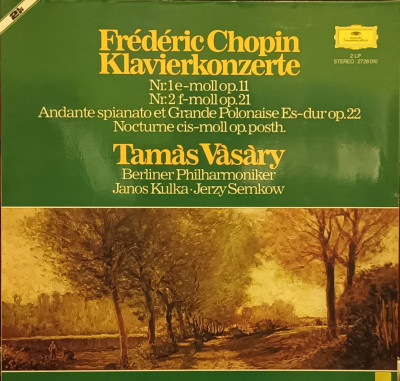 Frédéric Chopin
Klavierkonzerte
2 LP
STEREO · 2726 010
Nr.1 e-moll op.11
Nr.2 f-moll op.21
Andante spianato et Grande Polonaise Es-dur op.22
Nocturne cis-moll op.posth.
Tamàs Vàsàry
Berliner Philharmoniker
Janos Kulka · Jerzy Semkow